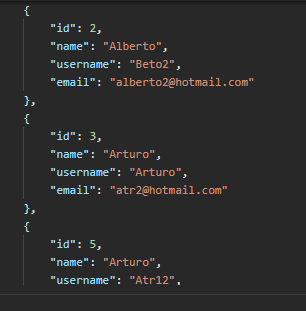 {
"id": 2,
"name": "Alberto",
"username": "Beto2",
"email": "alberto2@hotmail.com"
},
{
"id": 3,
"name": "Arturo",
"username": "Arturo",
"email": "atr2@hotmail.com"
},
{
"id": 5,
"name": "Arturo",
"username": "Atr12",